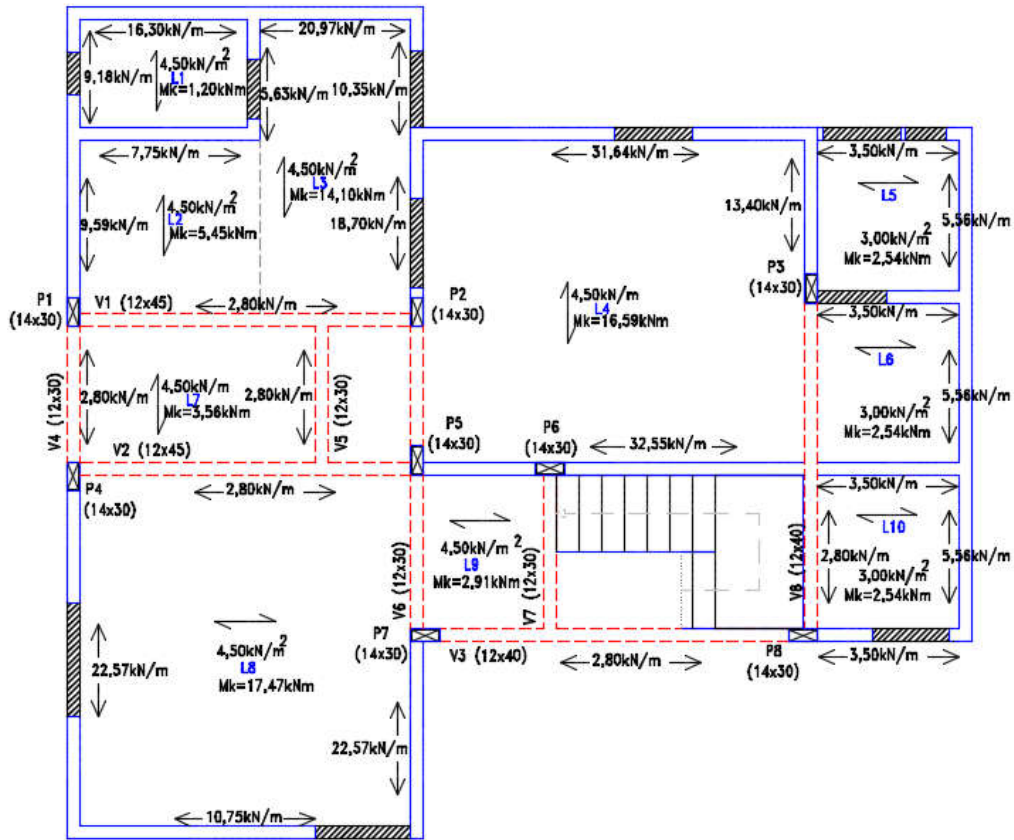 16,30kN/m
20,97kN/m
9,18kN/m
4,50kN/m²
L1
Mk=1,20kNm
5,63kN/m
10,35kN/m
7,75kN/m
31,64kN/m
3,50kN/m
4,50kN/m²
L3
Mk=14,10kNm
13,40kN/m
L5
5,56kN/m
9,59kN/m
4,50kN/m²
L2
Mk=5,45kNm
18,70kN/m
3,00kN/m²
Mk=2,54kNm
P1
(14x30)
V1 (12x45)
2,80kN/m
P2
(14x30)
4,50kN/m²
L4
Mk=16,59kNm
P3
(14x30)
3,50kN/m
L6
5,56kN/m
V4 (12x30)
2,80kN/m
4,50kN/m²
L7
Mk=3,56kNm
2,80kN/m
V5 (12x30)
3,00kN/m²
Mk=2,54kNm
V2 (12x45)
P5
(14x30)
P6
(14x30)
32,55kN/m
P4
(14x30)
2,80kN/m
3,50kN/m
L10
4,50kN/m²
L9
Mk=2,91kNm
V6 (12x30)
V7 (12x30)
V8 (12x40)
2,80kN/m
5,56kN/m
3,00kN/m²
Mk=2,54kNm
4,50kN/m²
L8
Mk=17,47kNm
P7
(14x30)
V3 (12x40)
2,80kN/m
P8
(14x30)
3,50kN/m
22,57kN/m
22,57kN/m
10,75kN/m